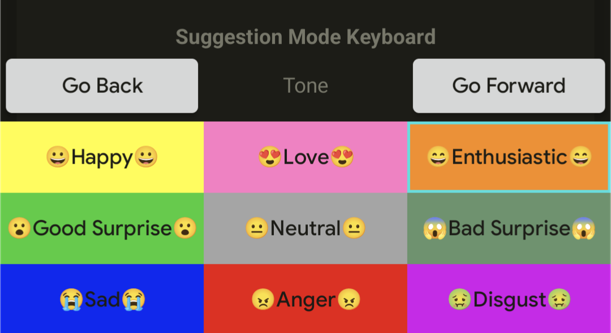 Suggestion Mode Keyboard
Go Back Tone Go Forward
😀Happy😀 😍Love😍 😄Enthusiastic😄
😮Good Surprise😮 😐Neutral😐 😱Bad Surprise😱
😭Sad😭 😠Anger😠 🤢Disgust🤢